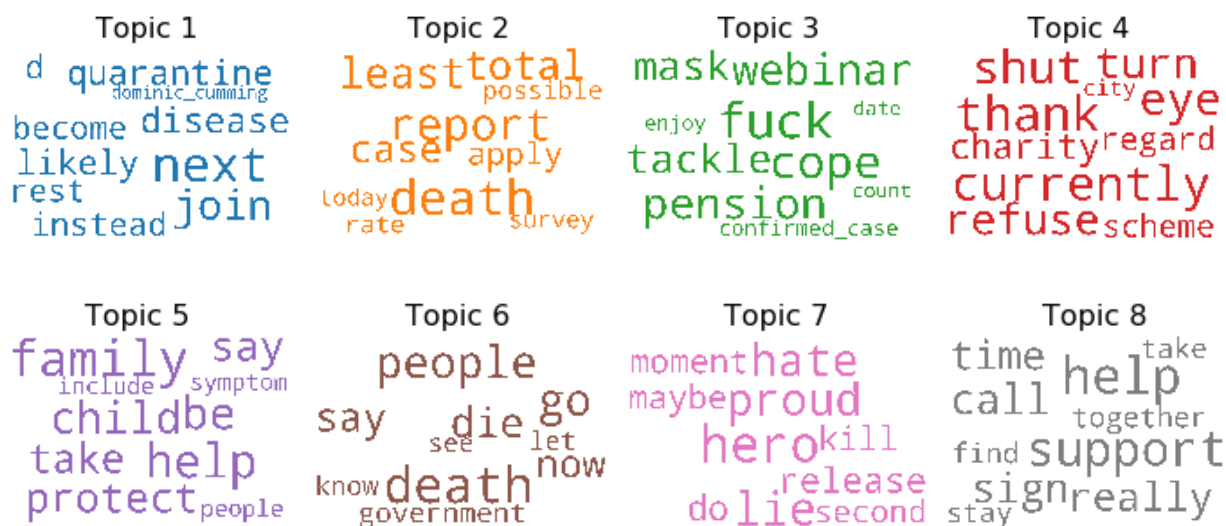 Topic 1
d quarantine
dominic_cumming
become disease
likely next
rest
instead join
Topic 2
least total
possible
report
case apply
today death
rate survey
Topic 3
mask webinar
enjoy fuck date
tackle cope
pension count
confirmed_case
Topic 4
shut turn
city
thank eye
charity regard
currently
refuse scheme
Topic 5
family say
include symptom
child be
take help
protect people
Topic 6
people
say die go
see let
know death now
government
Topic 7
moment hate
maybe proud
hero kill
release
do lie second
Topic 8
time help take
call together
find support
sign really
stay